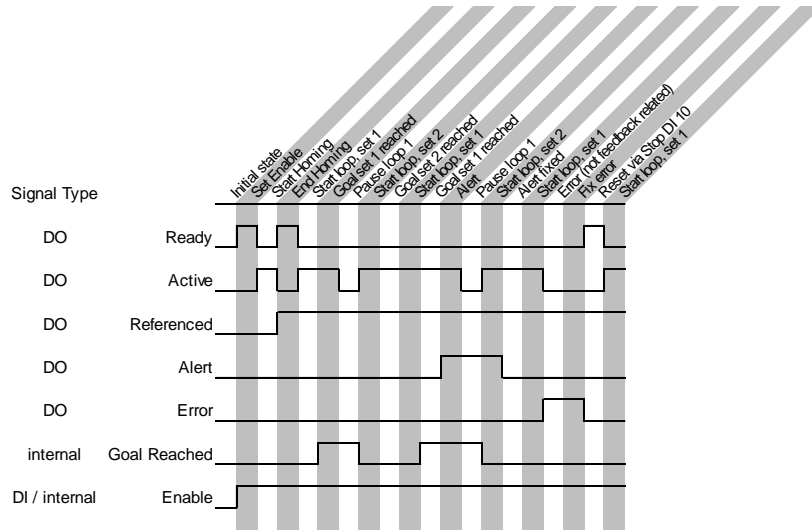 Initial state
Set Enable
Start Homing
End Homing
Start loop, set 1
Goal set 1 reached
Pause loop 1
Start loop, set 2
Goal set 2 reached
Start loop, set 1
Goal set 1 reached
Alert
Pause loop 1
Start loop, set 2
Alert fixed
Start loop, set 1
Error (not feedback related)
Fix error
Reset via Stop DI 10
Start loop, set 1
Signal Type
DO Ready
DO Active
DO Referenced
DO Alert
DO Error
internal Goal Reached
DI / internal Enable